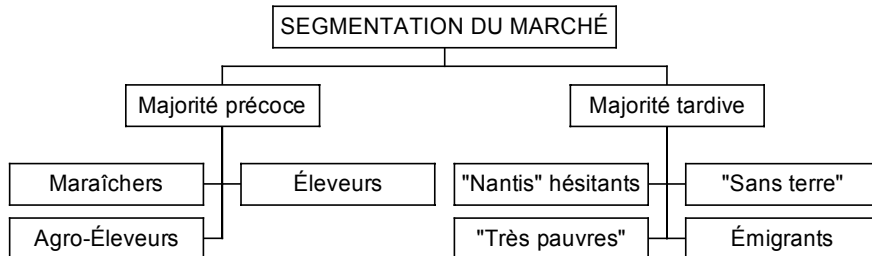 SEGMENTATION DU MARCHÉ
Majorité précoce
Majorité tardive
Maraîchers
Éleveurs
"Nantis" hésitants
"Sans terre"
Agro-Éleveurs
"Très pauvres"
Émigrants